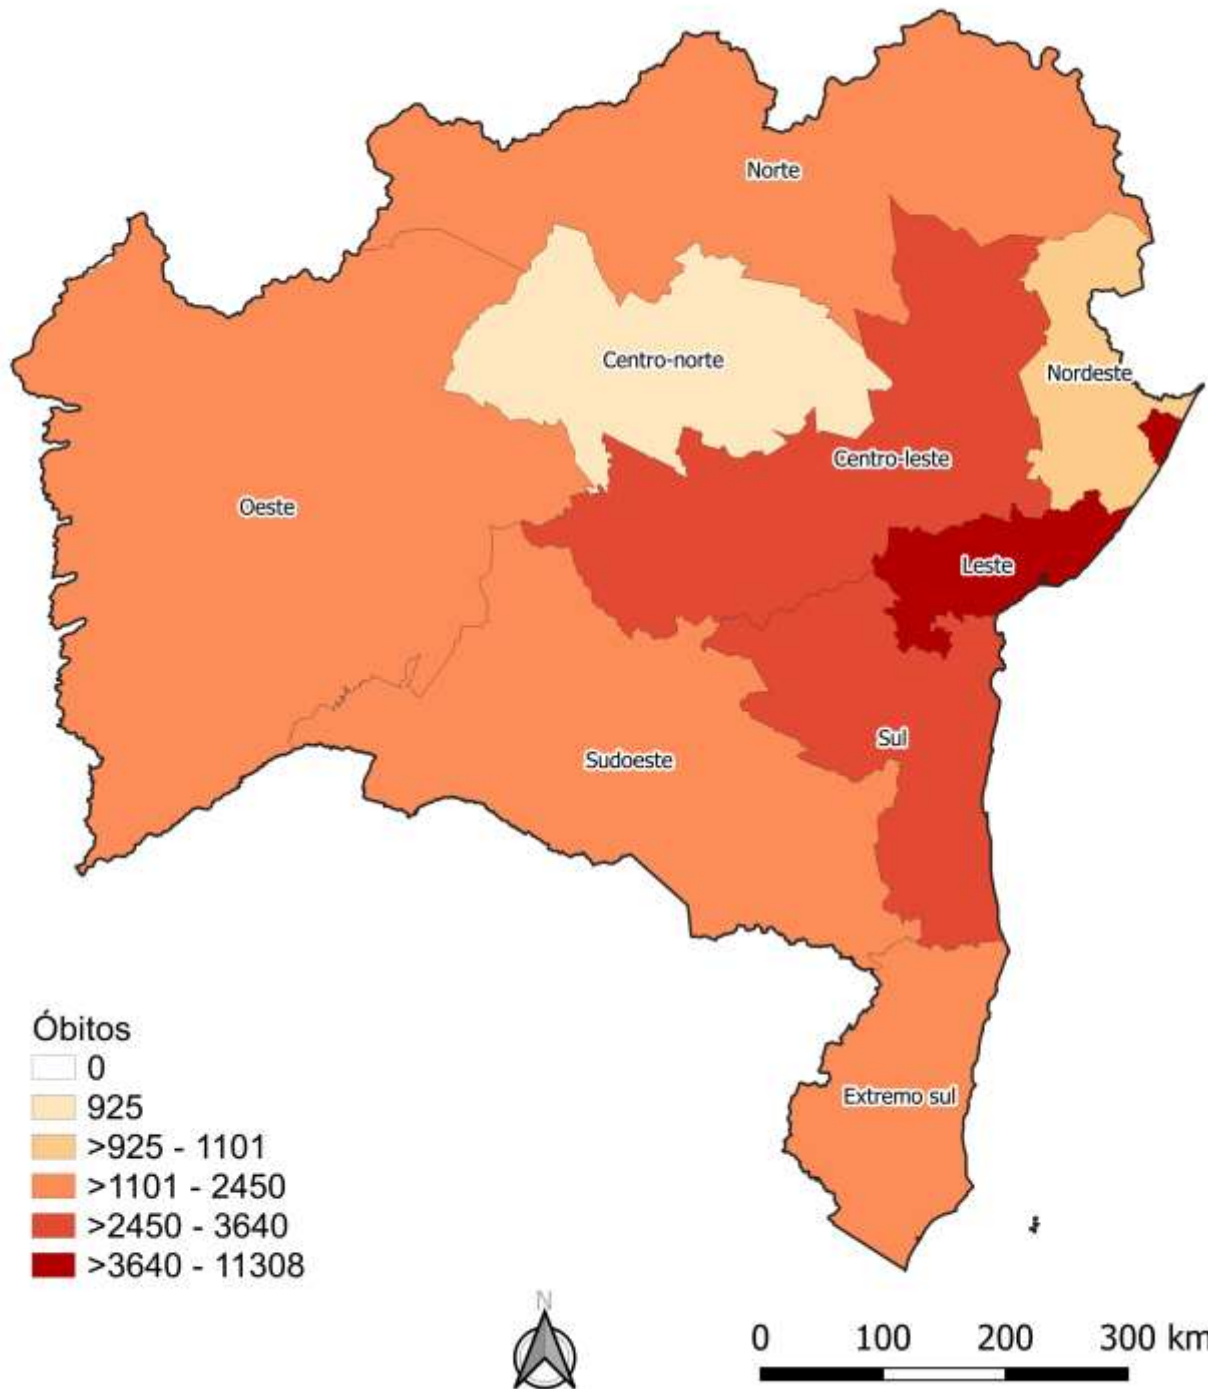 Norte
Centro-norte
Nordeste
Centro-leste
Oeste
Leste
Sul
Sudoeste
Extremo sul
Óbitos
0
925
>925 - 1101
>1101 - 2450
>2450 - 3640
>3640 - 11308
N
0 100 200 300 km